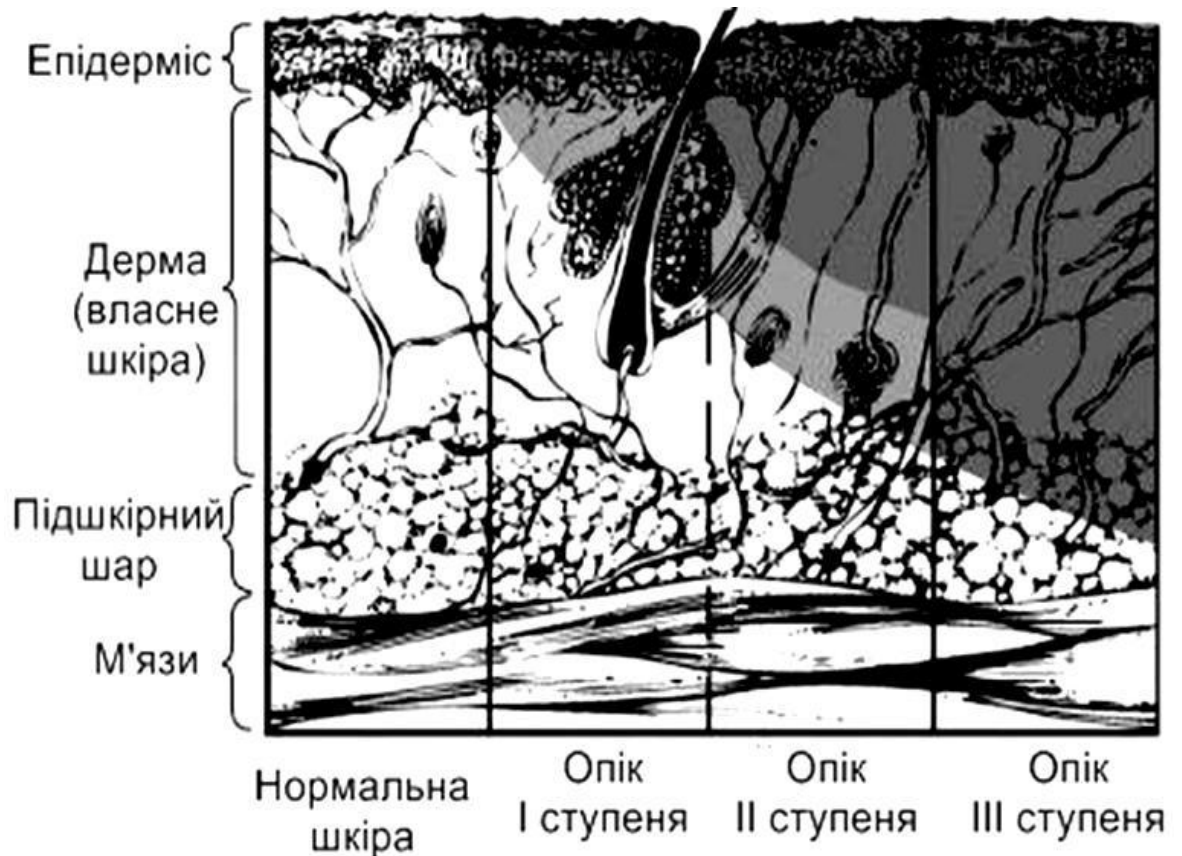 Епідерміс
Дерма
(власне
шкіра)
Підшкірний
шар
М'язи
Нормальна
шкіра
Опік
I ступеня
Опік
II ступеня
Опік
III ступеня